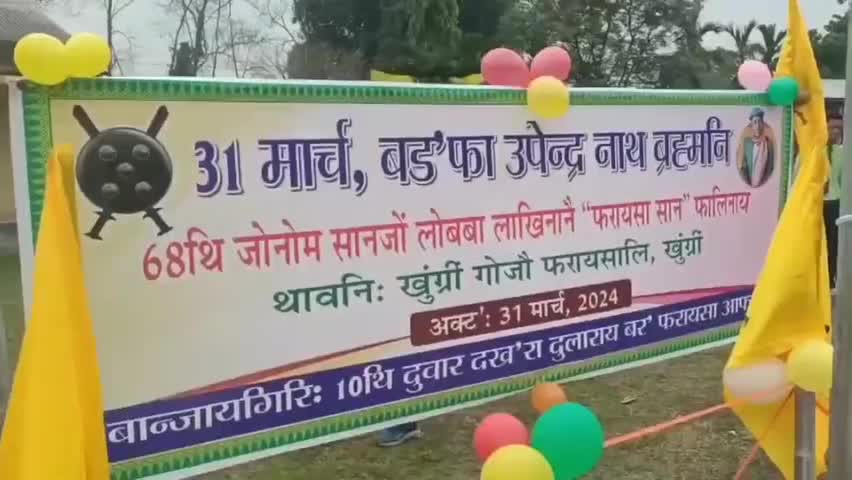 31 मार्च, बड'फा उपेन्द्र नाथ ब्रह्मनि
68थि जोनोम सानजों लोबबा लाखिनानै “फरायसा सान” फालिनाय
थावनिः खुंग्रीं गोजौ फरायसालि, खुंग्रीं
अक्ट': 31 मार्च, 2024
बान्जायगिरिः 10थि दुवार दख'रा दुलाराय बर' फरायसा आफ